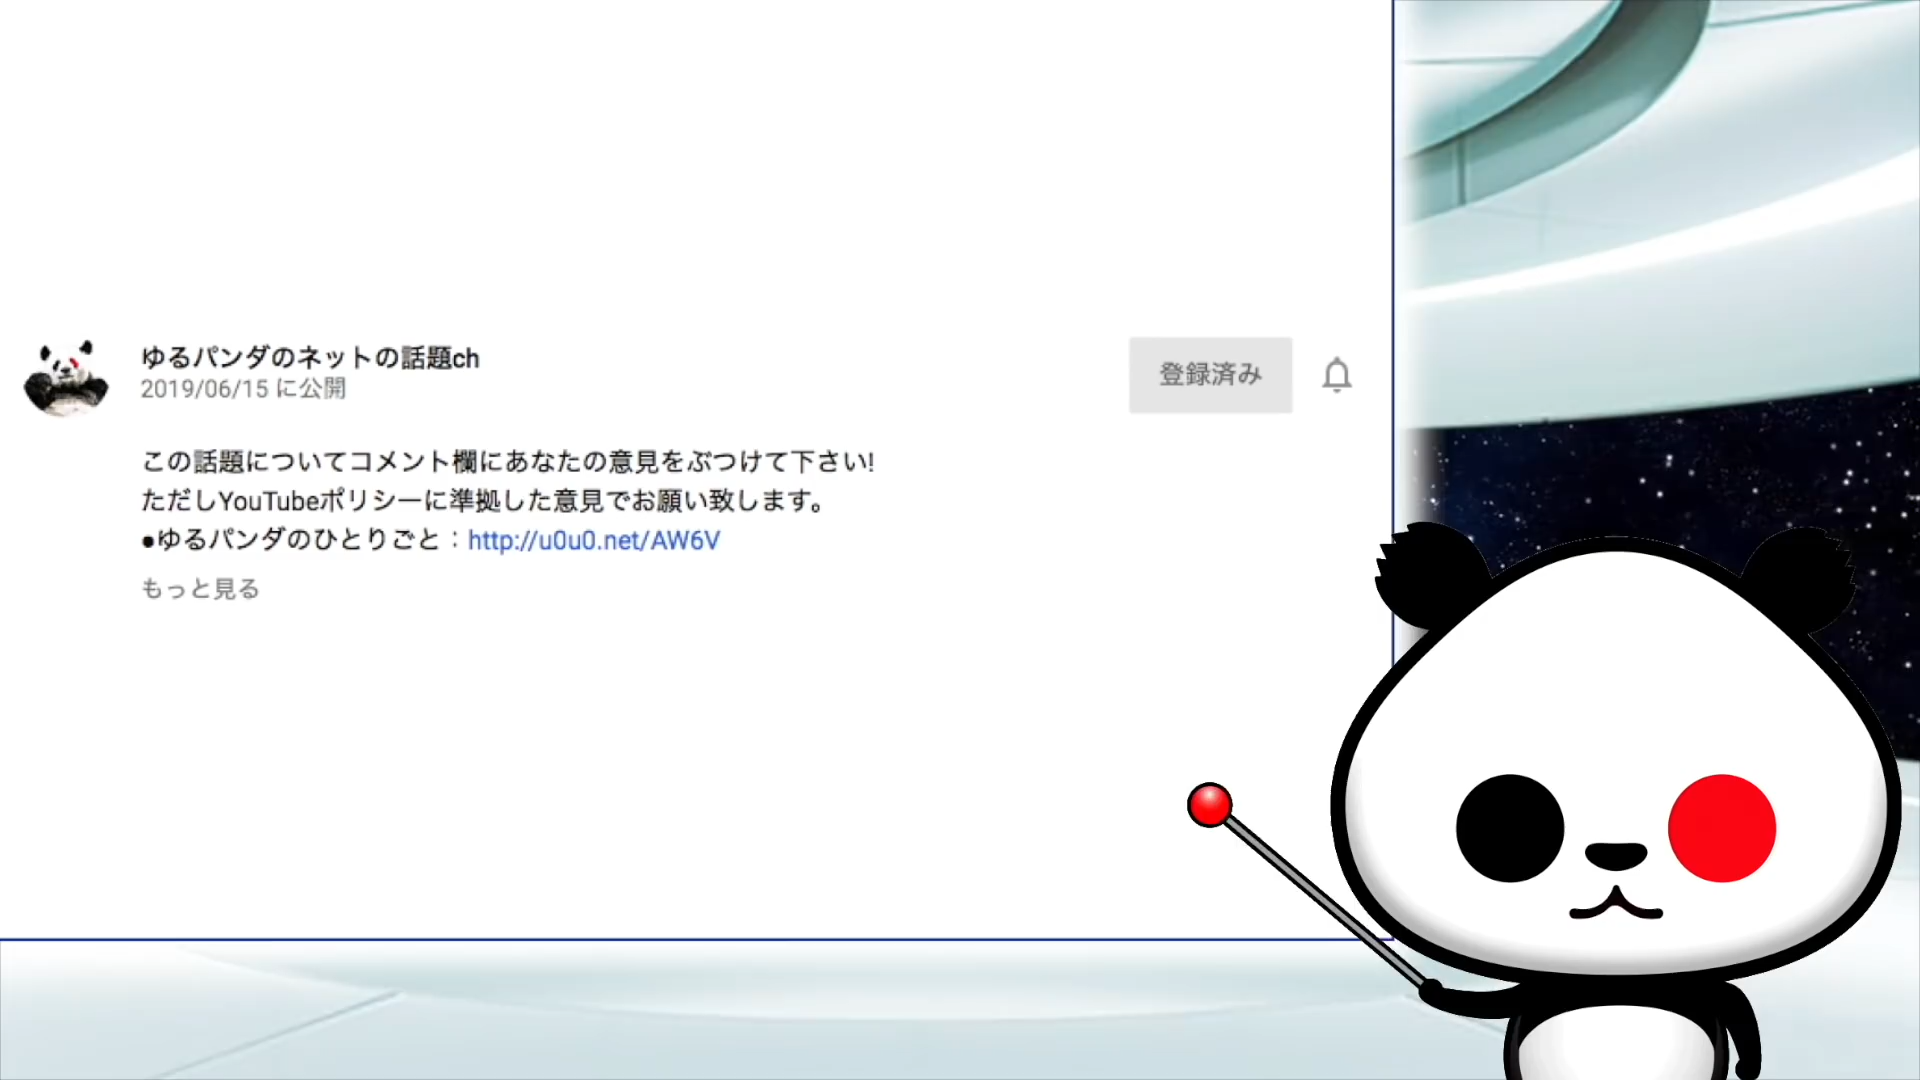 ゆるパンダのネットの話題ch
2019/06/15 に公開
登録済み
この話題についてコメント欄にあなたの意見をぶつけて下さい!
ただしYouTubeポリシーに準拠した意見でお願い致します。
●ゆるパンダのひとりごと：http://u0u0.net/AW6V
もっと見る